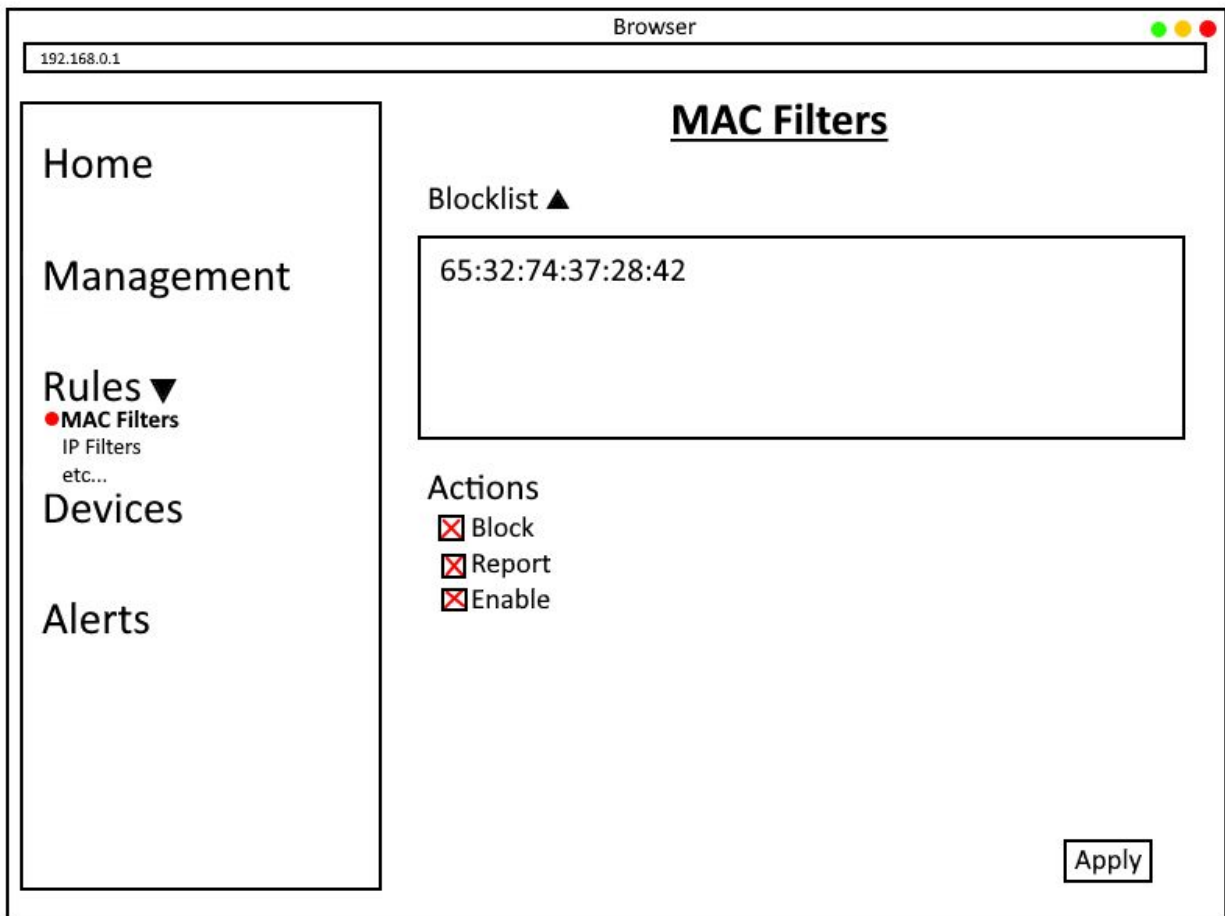 Browser
192.168.0.1
Home
Management
Rules
MAC Filters
IP Filters
etc...
Devices
Alerts
MAC Filters
Blocklist
65:32:74:37:28:42
Actions
Block
Report
Enable
Apply